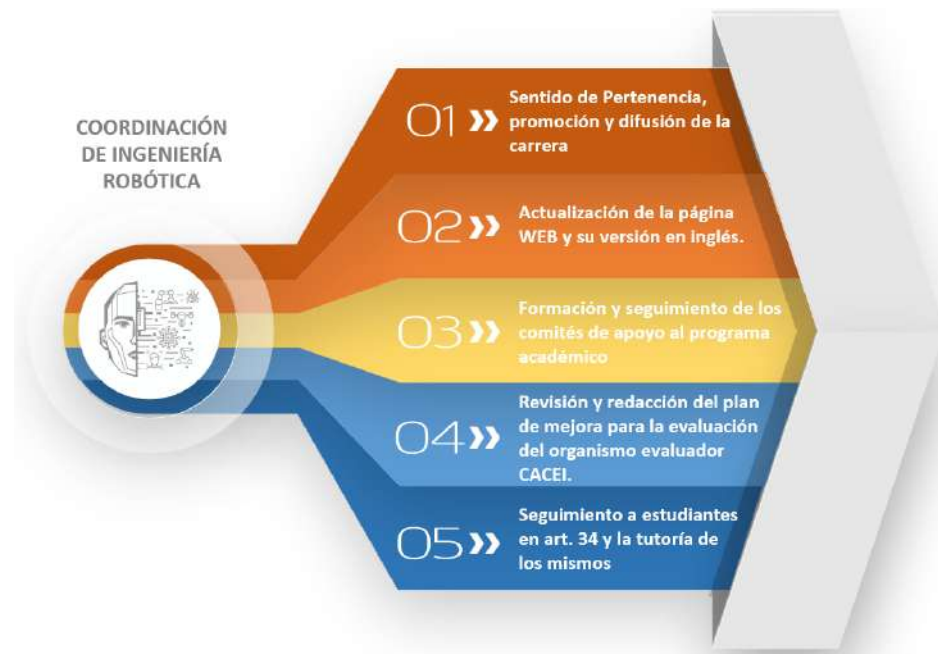 COORDINACIÓN
DE INGENIERÍA
ROBÓTICA
01
Sentido de Pertenencia,
promoción y difusión de la
carrera
02
Actualización de la página
WEB y su versión en inglés.
03
Formación y seguimiento de los
comités de apoyo al programa
académico
04
Revisión y redacción del plan
de mejora para la evaluación
del organismo evaluador
CACEI.
05
Seguimiento a estudiantes
en art. 34 y la tutoría de
los mismos